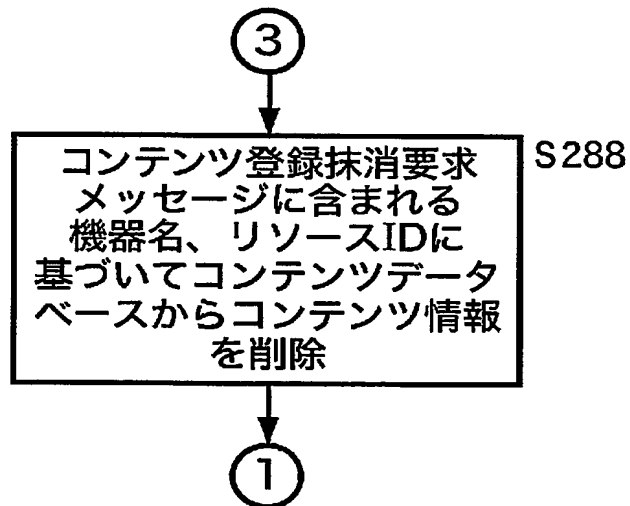 ③
コンテンツ登録抹消要求
メッセージに含まれる
機器名、リソースIDに
基づいてコンテンツデータ
ベースからコンテンツ情報
を削除
S288
①